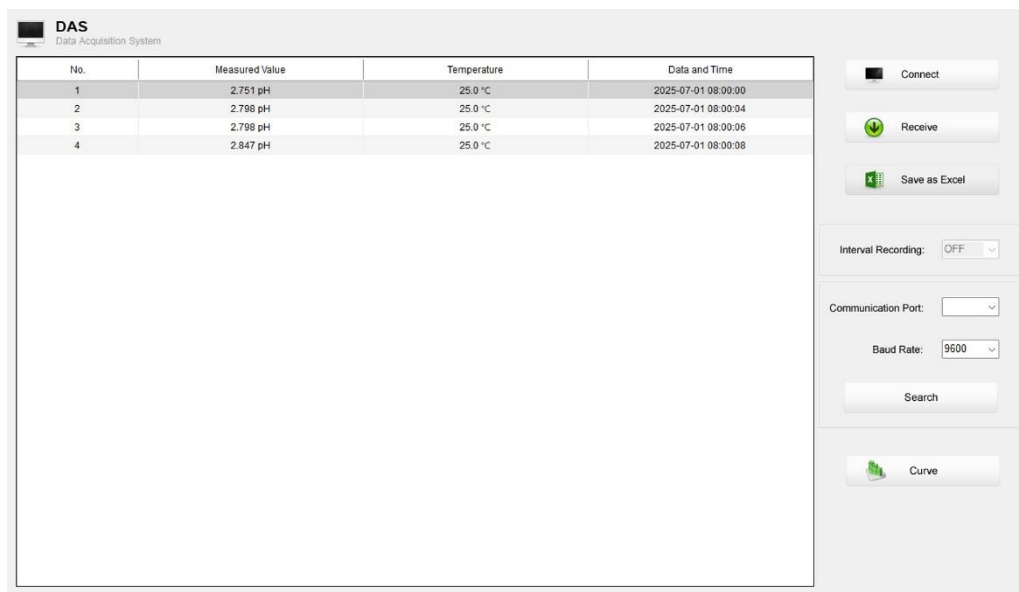 DAS
Data Acquisition System
No. Measured Value Temperature Data and Time
1 2.751 pH 25.0 °C 2025-07-01 08:00:00
2 2.798 pH 25.0 °C 2025-07-01 08:00:04
3 2.798 pH 25.0 °C 2025-07-01 08:00:06
4 2.847 pH 25.0 °C 2025-07-01 08:00:08
Connect
Receive
Save as Excel
Interval Recording: OFF
Communication Port:
Baud Rate: 9600
Search
Curve